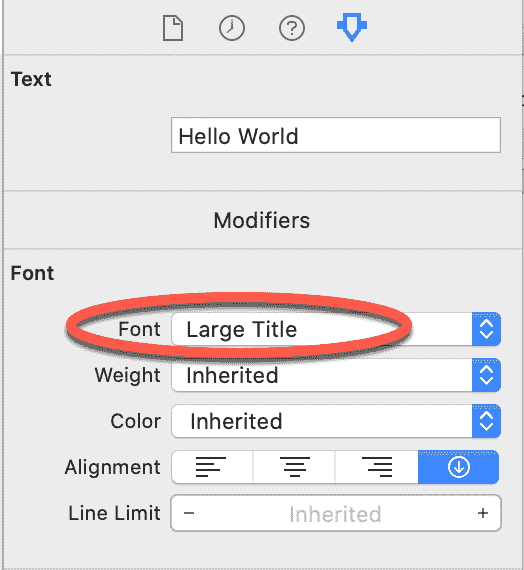 Text
Hello World
Modifiers
Font
Font Large Title
Weight Inherited
Color Inherited
Alignment
Line Limit − Inherited +